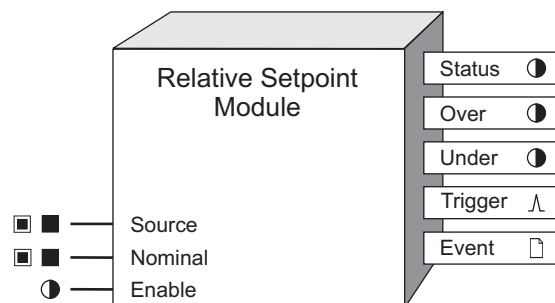 Relative Setpoint
Module
Status
Over
Under
Trigger
Event
Source
Nominal
Enable